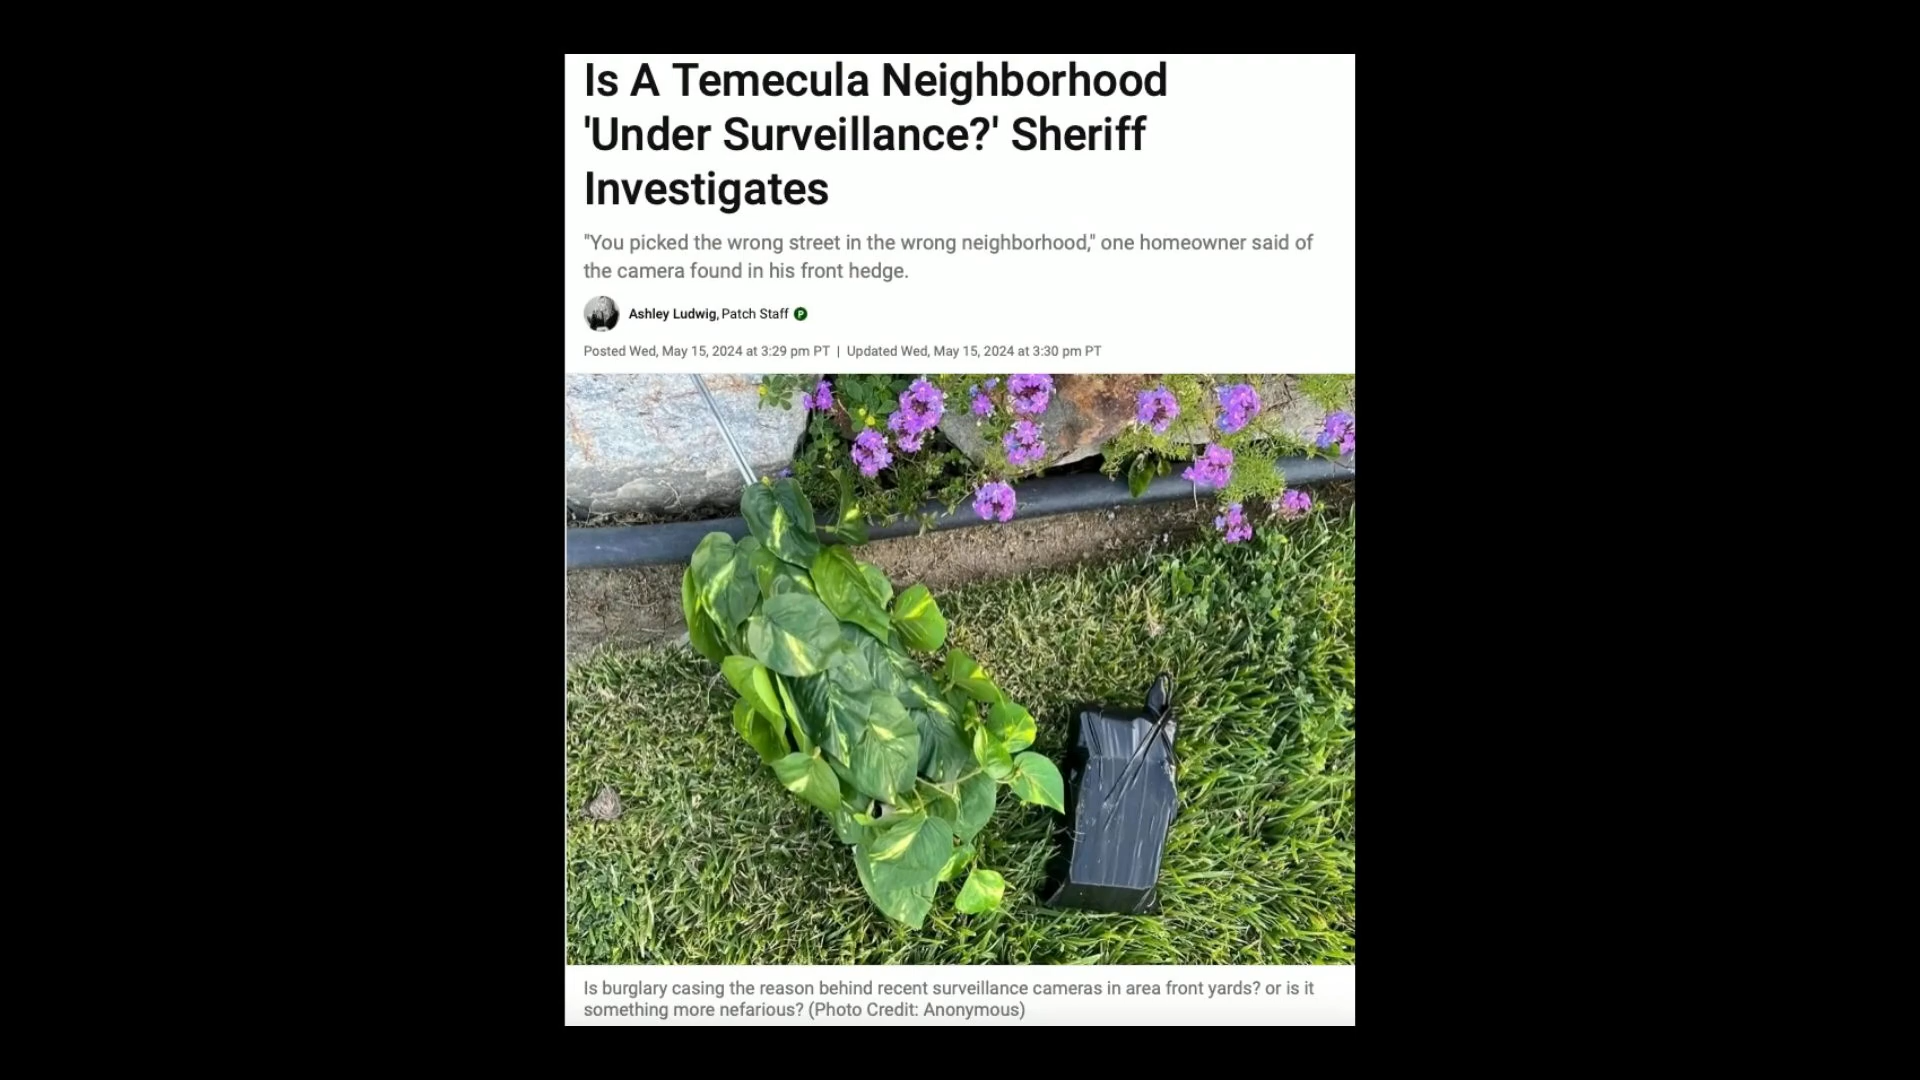 Is A Temecula Neighborhood
'Under Surveillance?' Sheriff
Investigates
"You picked the wrong street in the wrong neighborhood," one homeowner said of
the camera found in his front hedge.
Ashley Ludwig, Patch Staff P
Posted Wed, May 15, 2024 at 3:29 pm PT | Updated Wed, May 15, 2024 at 3:30 pm PT
Is burglary casing the reason behind recent surveillance cameras in area front yards? or is it
something more nefarious? (Photo Credit: Anonymous)